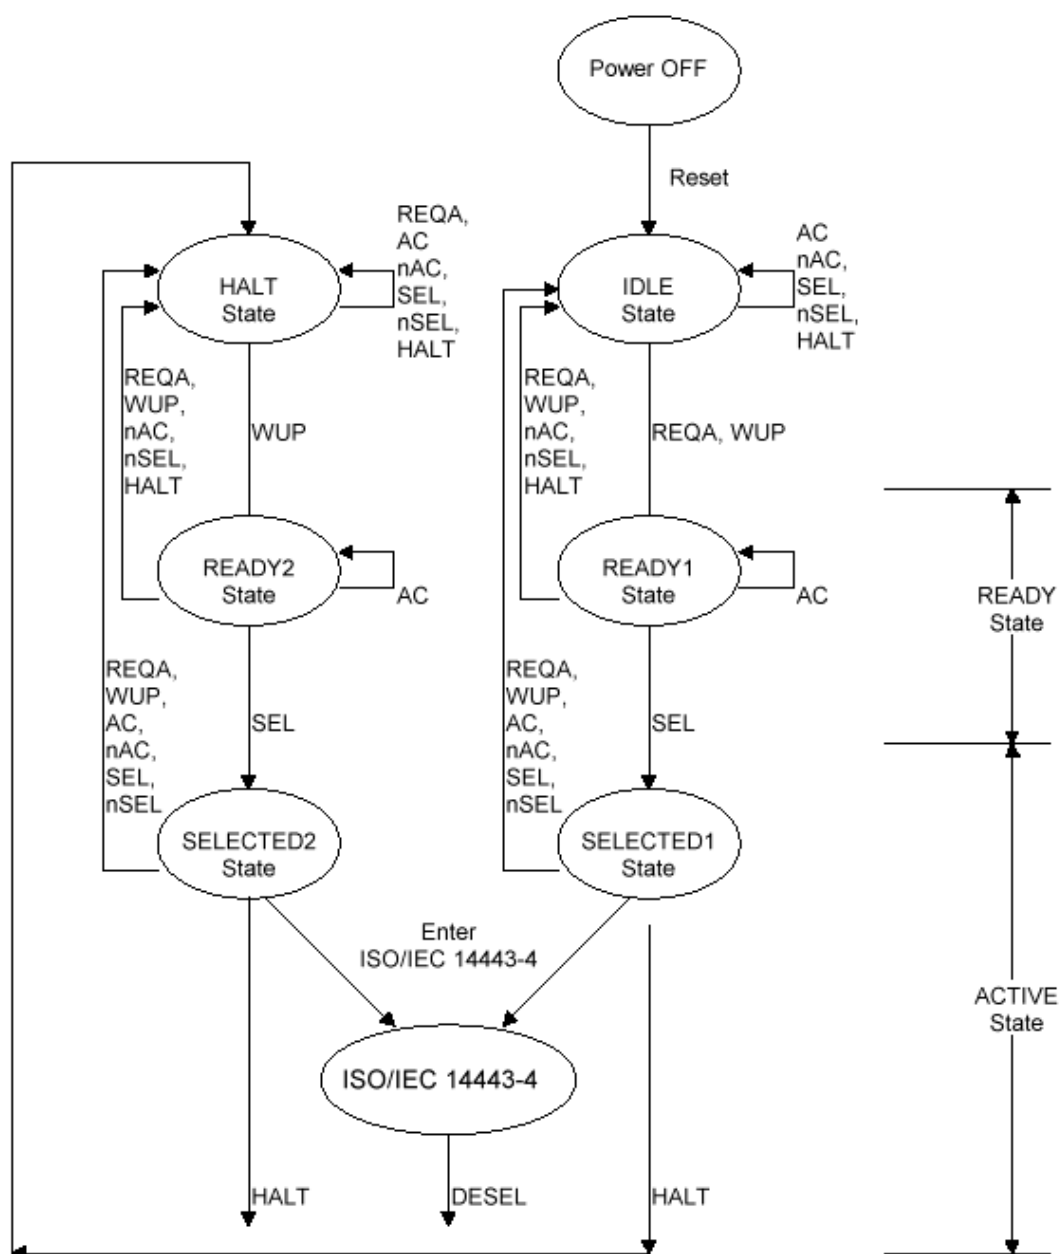 Power OFF
Reset
REQA,
AC
nAC,
SEL,
nSEL,
HALT
HALT
State
AC
nAC,
SEL,
nSEL,
HALT
IDLE
State
REQA,
WUP,
nAC,
nSEL,
HALT
WUP
REQA,
WUP,
nAC,
nSEL,
HALT
REQA, WUP
READY2
State
AC
READY1
State
AC
READY
State
REQA,
WUP,
AC,
nAC,
SEL,
nSEL
SEL
REQA,
WUP,
AC,
nAC,
SEL,
nSEL
SEL
SELECTED2
State
SELECTED1
State
Enter
ISO/IEC 14443-4
ACTIVE
State
ISO/IEC 14443-4
HALT
DESEL
HALT